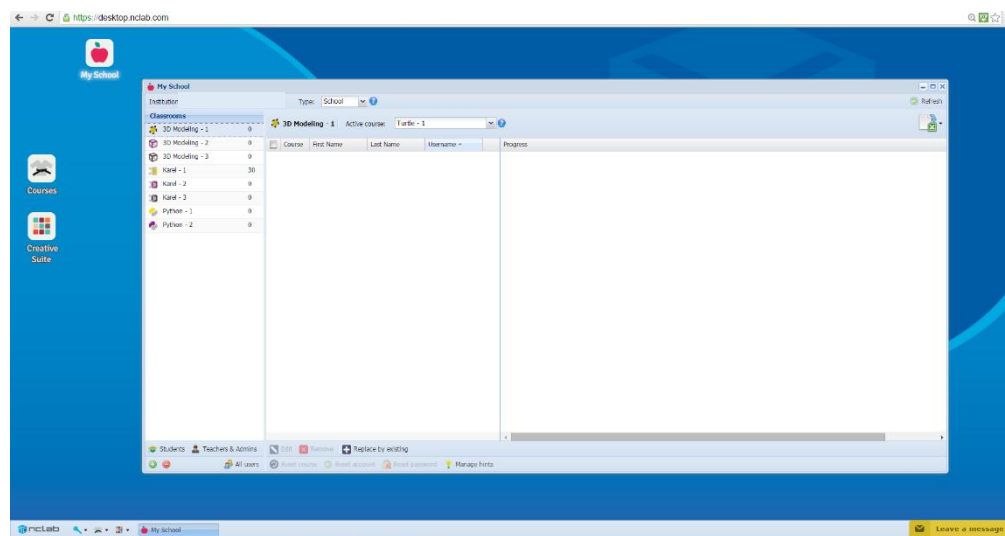 https://desktop.nclab.com
My School
My School
Institution
Type: School
Refresh
Classrooms
3D Modeling - 1 0
3D Modeling - 2 0
3D Modeling - 3 0
Karel - 1 30
Karel - 2 0
Karel - 3 0
Python - 1 0
Python - 2 0
3D Modeling - 1 Active course: Turtle - 1
Course First Name Last Name Username Progress
Courses
Creative
Suite
Students Teachers & Admins Edit Remove Replace by existing
All users Reset course Reset account Reset password Manage hints
nclab My School Leave a message